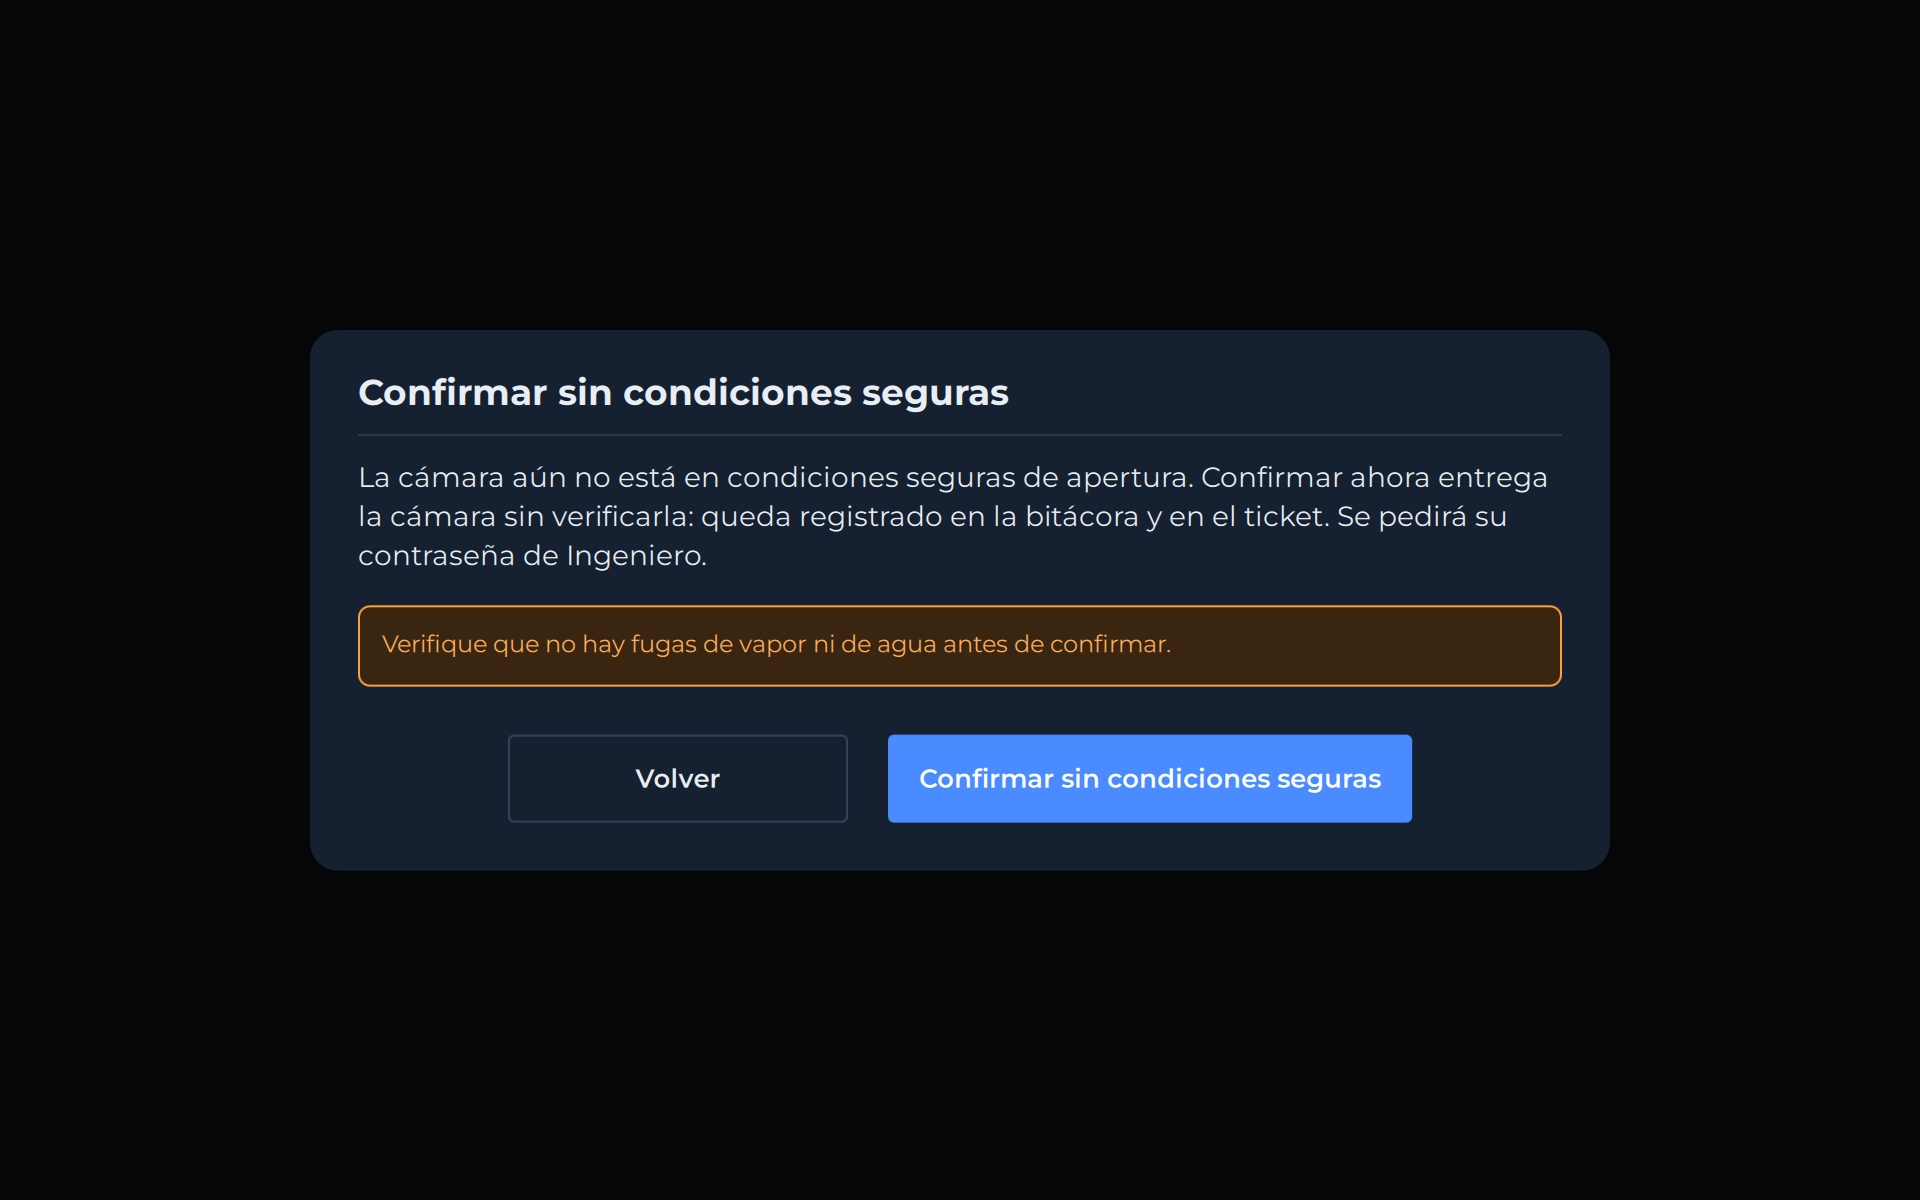 Confirmar sin condiciones seguras
La cámara aún no está en condiciones seguras de apertura. Confirmar ahora entrega
la cámara sin verificarla: queda registrado en la bitácora y en el ticket. Se pedirá su
contraseña de Ingeniero.
Verifique que no hay fugas de vapor ni de agua antes de confirmar.
Volver
Confirmar sin condiciones seguras